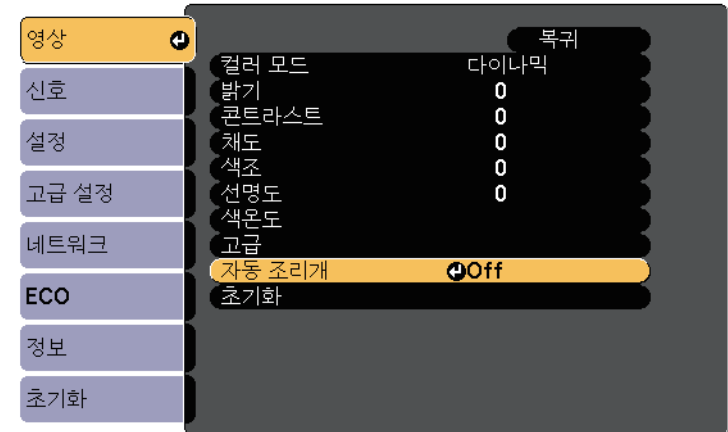 영상
신호
설정
고급 설정
네트워크
ECO
정보
초기화
복귀
컬러 모드 다이나믹
밝기 0
콘트라스트 0
채도 0
색조 0
선명도 0
색온도
고급
자동 조리개 Off
초기화